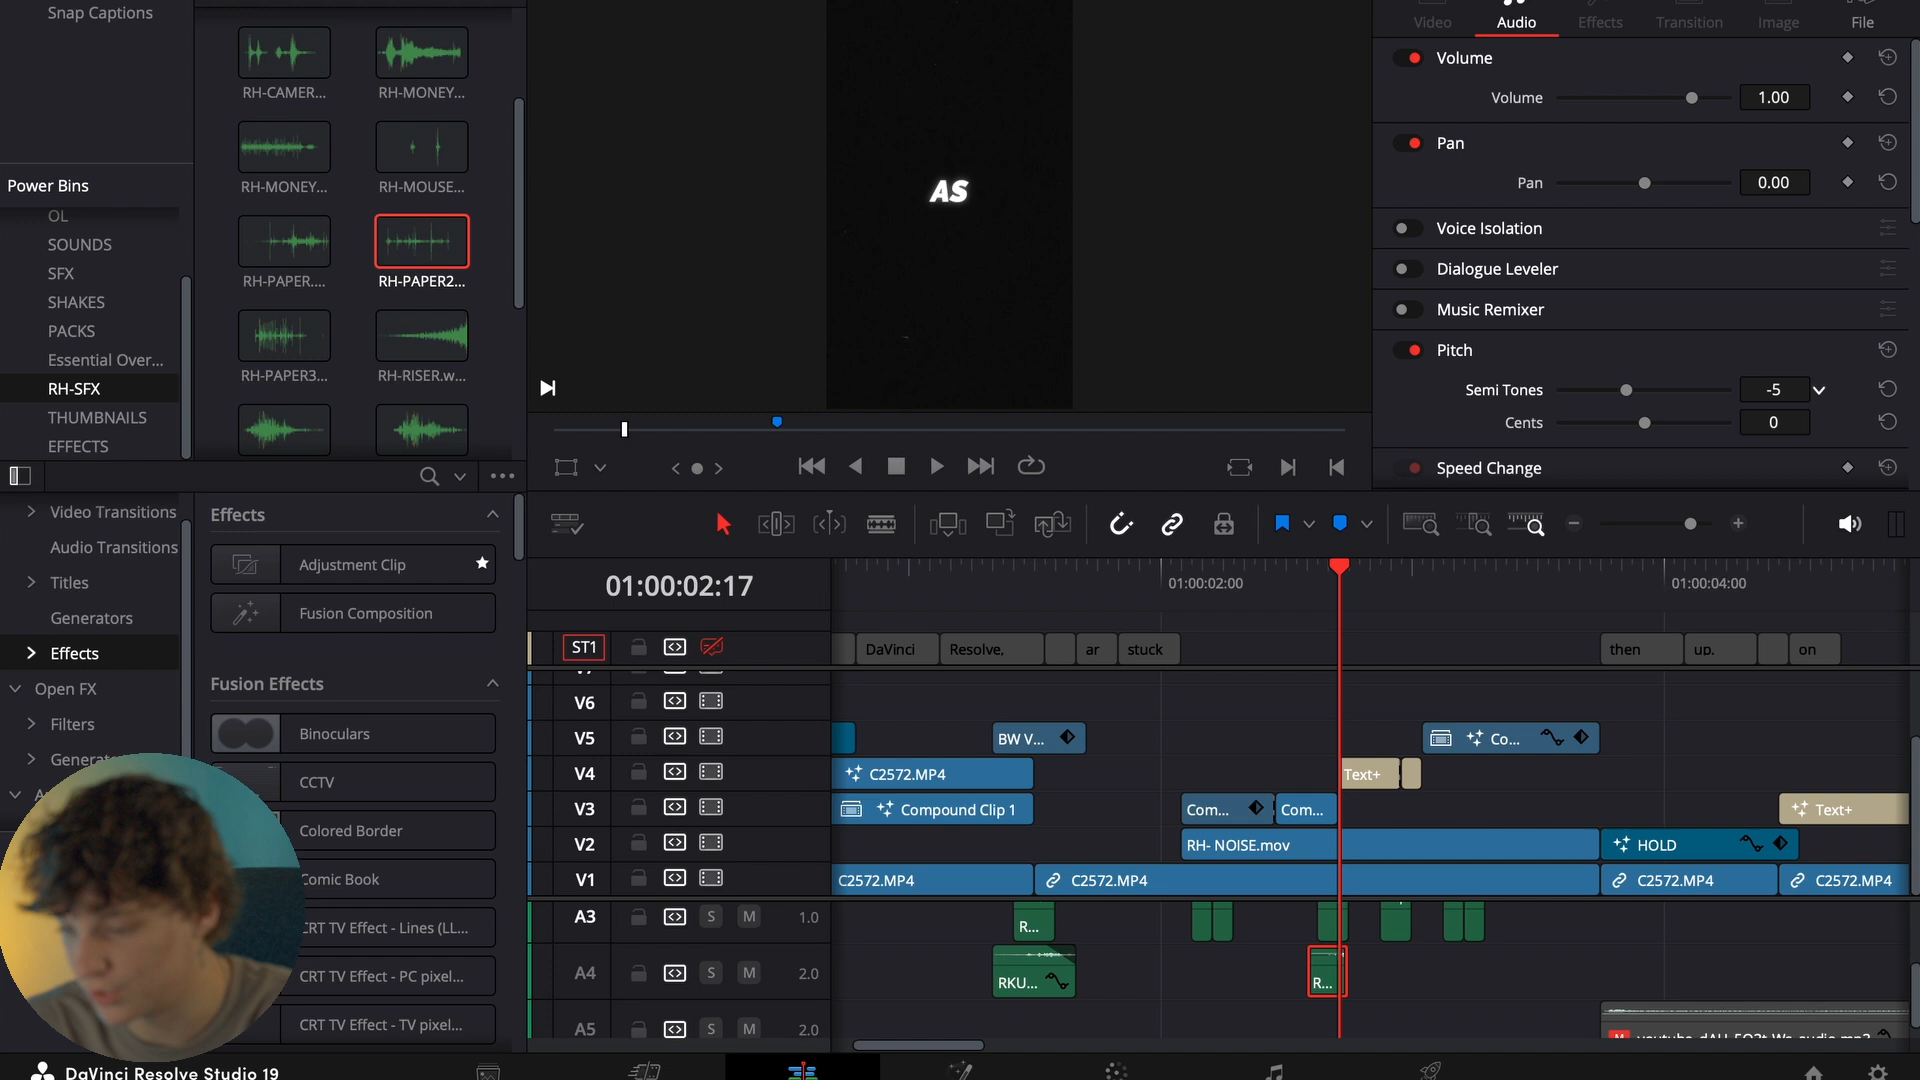 Snap Captions
Power Bins
OL
SOUNDS
SFX
SHAKES
PACKS
Essential Over...
RH-SFX
THUMBNAILS
EFFECTS
RH-CAMER...
RH-MONEY...
RH-MONEY...
RH-MOUSE...
RH-PAPER....
RH-PAPER2...
RH-PAPER3...
RH-RISER.w...
AS
Video
Audio
Effects
Transition
Image
File
Volume
Volume
1.00
Pan
Pan
0.00
Voice Isolation
Dialogue Leveler
Music Remixer
Pitch
Semi Tones
-5
Cents
0
Speed Change
Video Transitions
Audio Transitions
Titles
Generators
Effects
Open FX
Filters
Effects
Adjustment Clip
Fusion Composition
Fusion Effects
Binoculars
CCTV
Colored Border
Comic Book
CRT TV Effect - Lines (LL...
CRT TV Effect - PC pixel...
CRT TV Effect - TV pixel...
01:00:02:17
01:00:02:00
01:00:04:00
ST1
DaVinci
Resolve,
ar
stuck
then
up.
on
V6
V5
BW V...
Co...
V4
C2572.MP4
Text+
V3
Compound Clip 1
Com...
Com...
Text+
V2
RH- NOISE.mov
HOLD
V1
C2572.MP4
C2572.MP4
C2572.MP4
C2572.MP4
A3
S
M
1.0
R...
A4
S
M
2.0
RKU...
R...
A5
S
M
2.0
DaVinci Resolve Studio 19